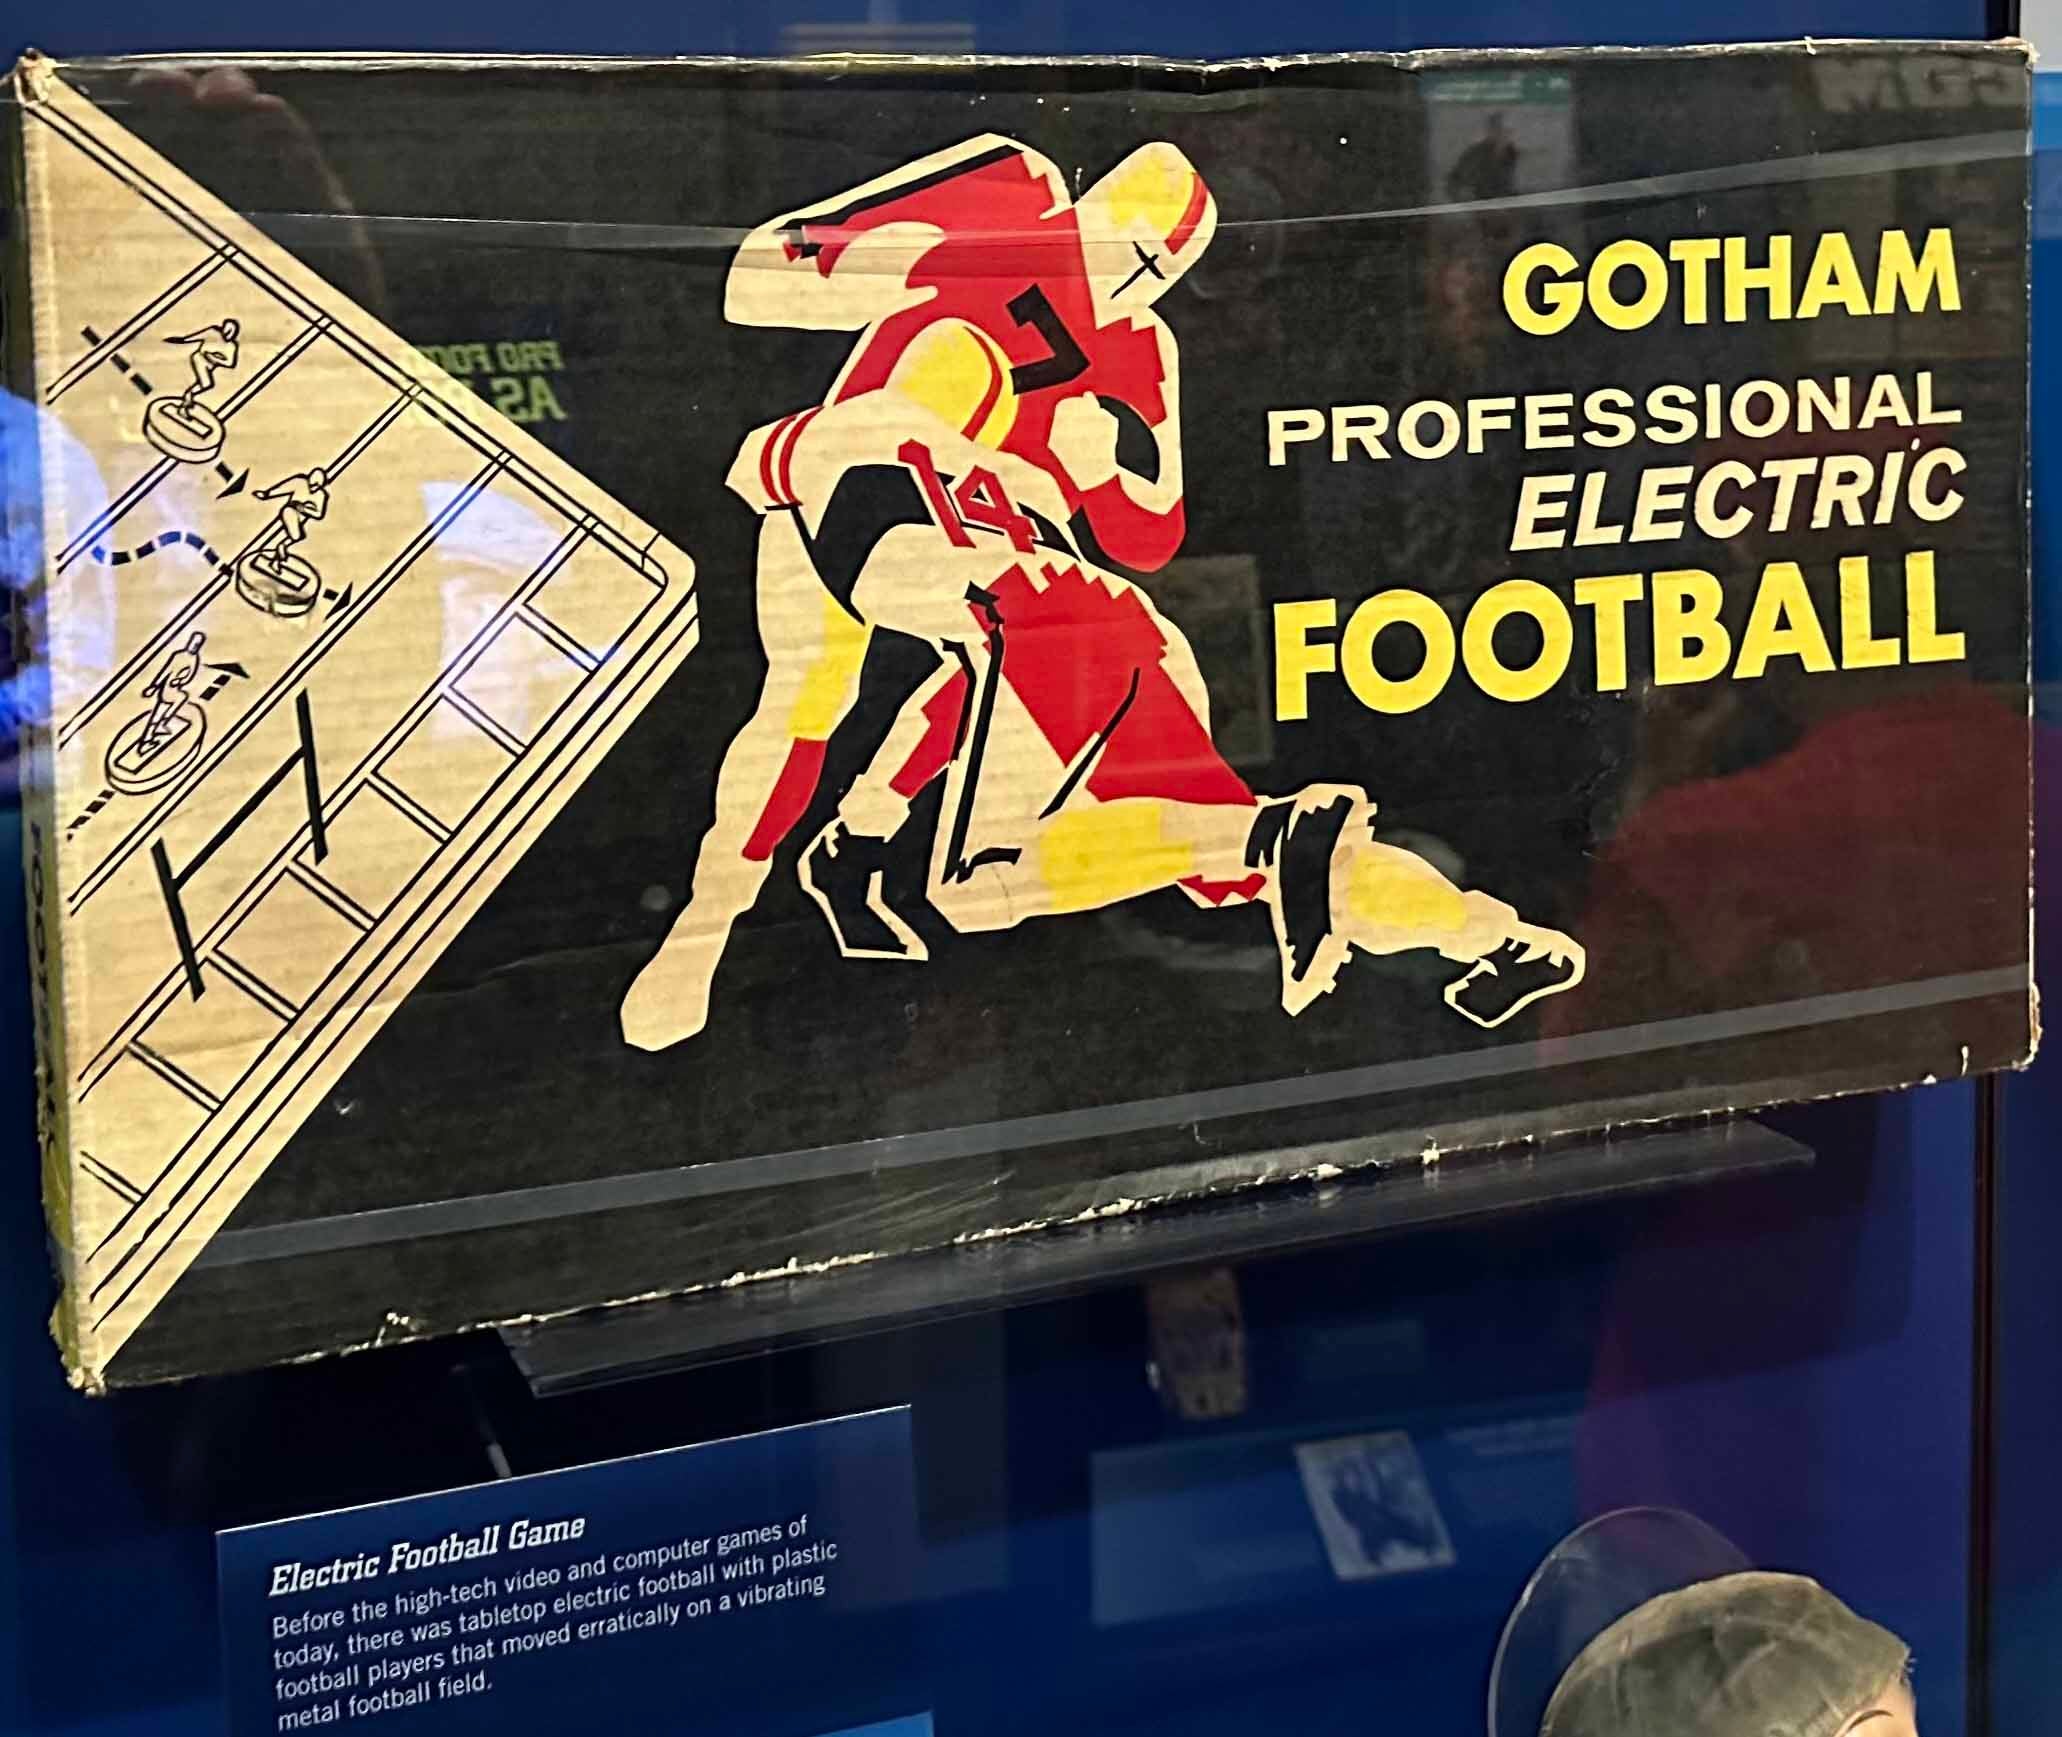 GOTHAM
PROFESSIONAL
ELECTRIC
FOOTBALL
7
14
Electric Football Game
Before the high-tech video and computer games of
today, there was tabletop electric football with plastic
football players that moved erratically on a vibrating
metal football field.